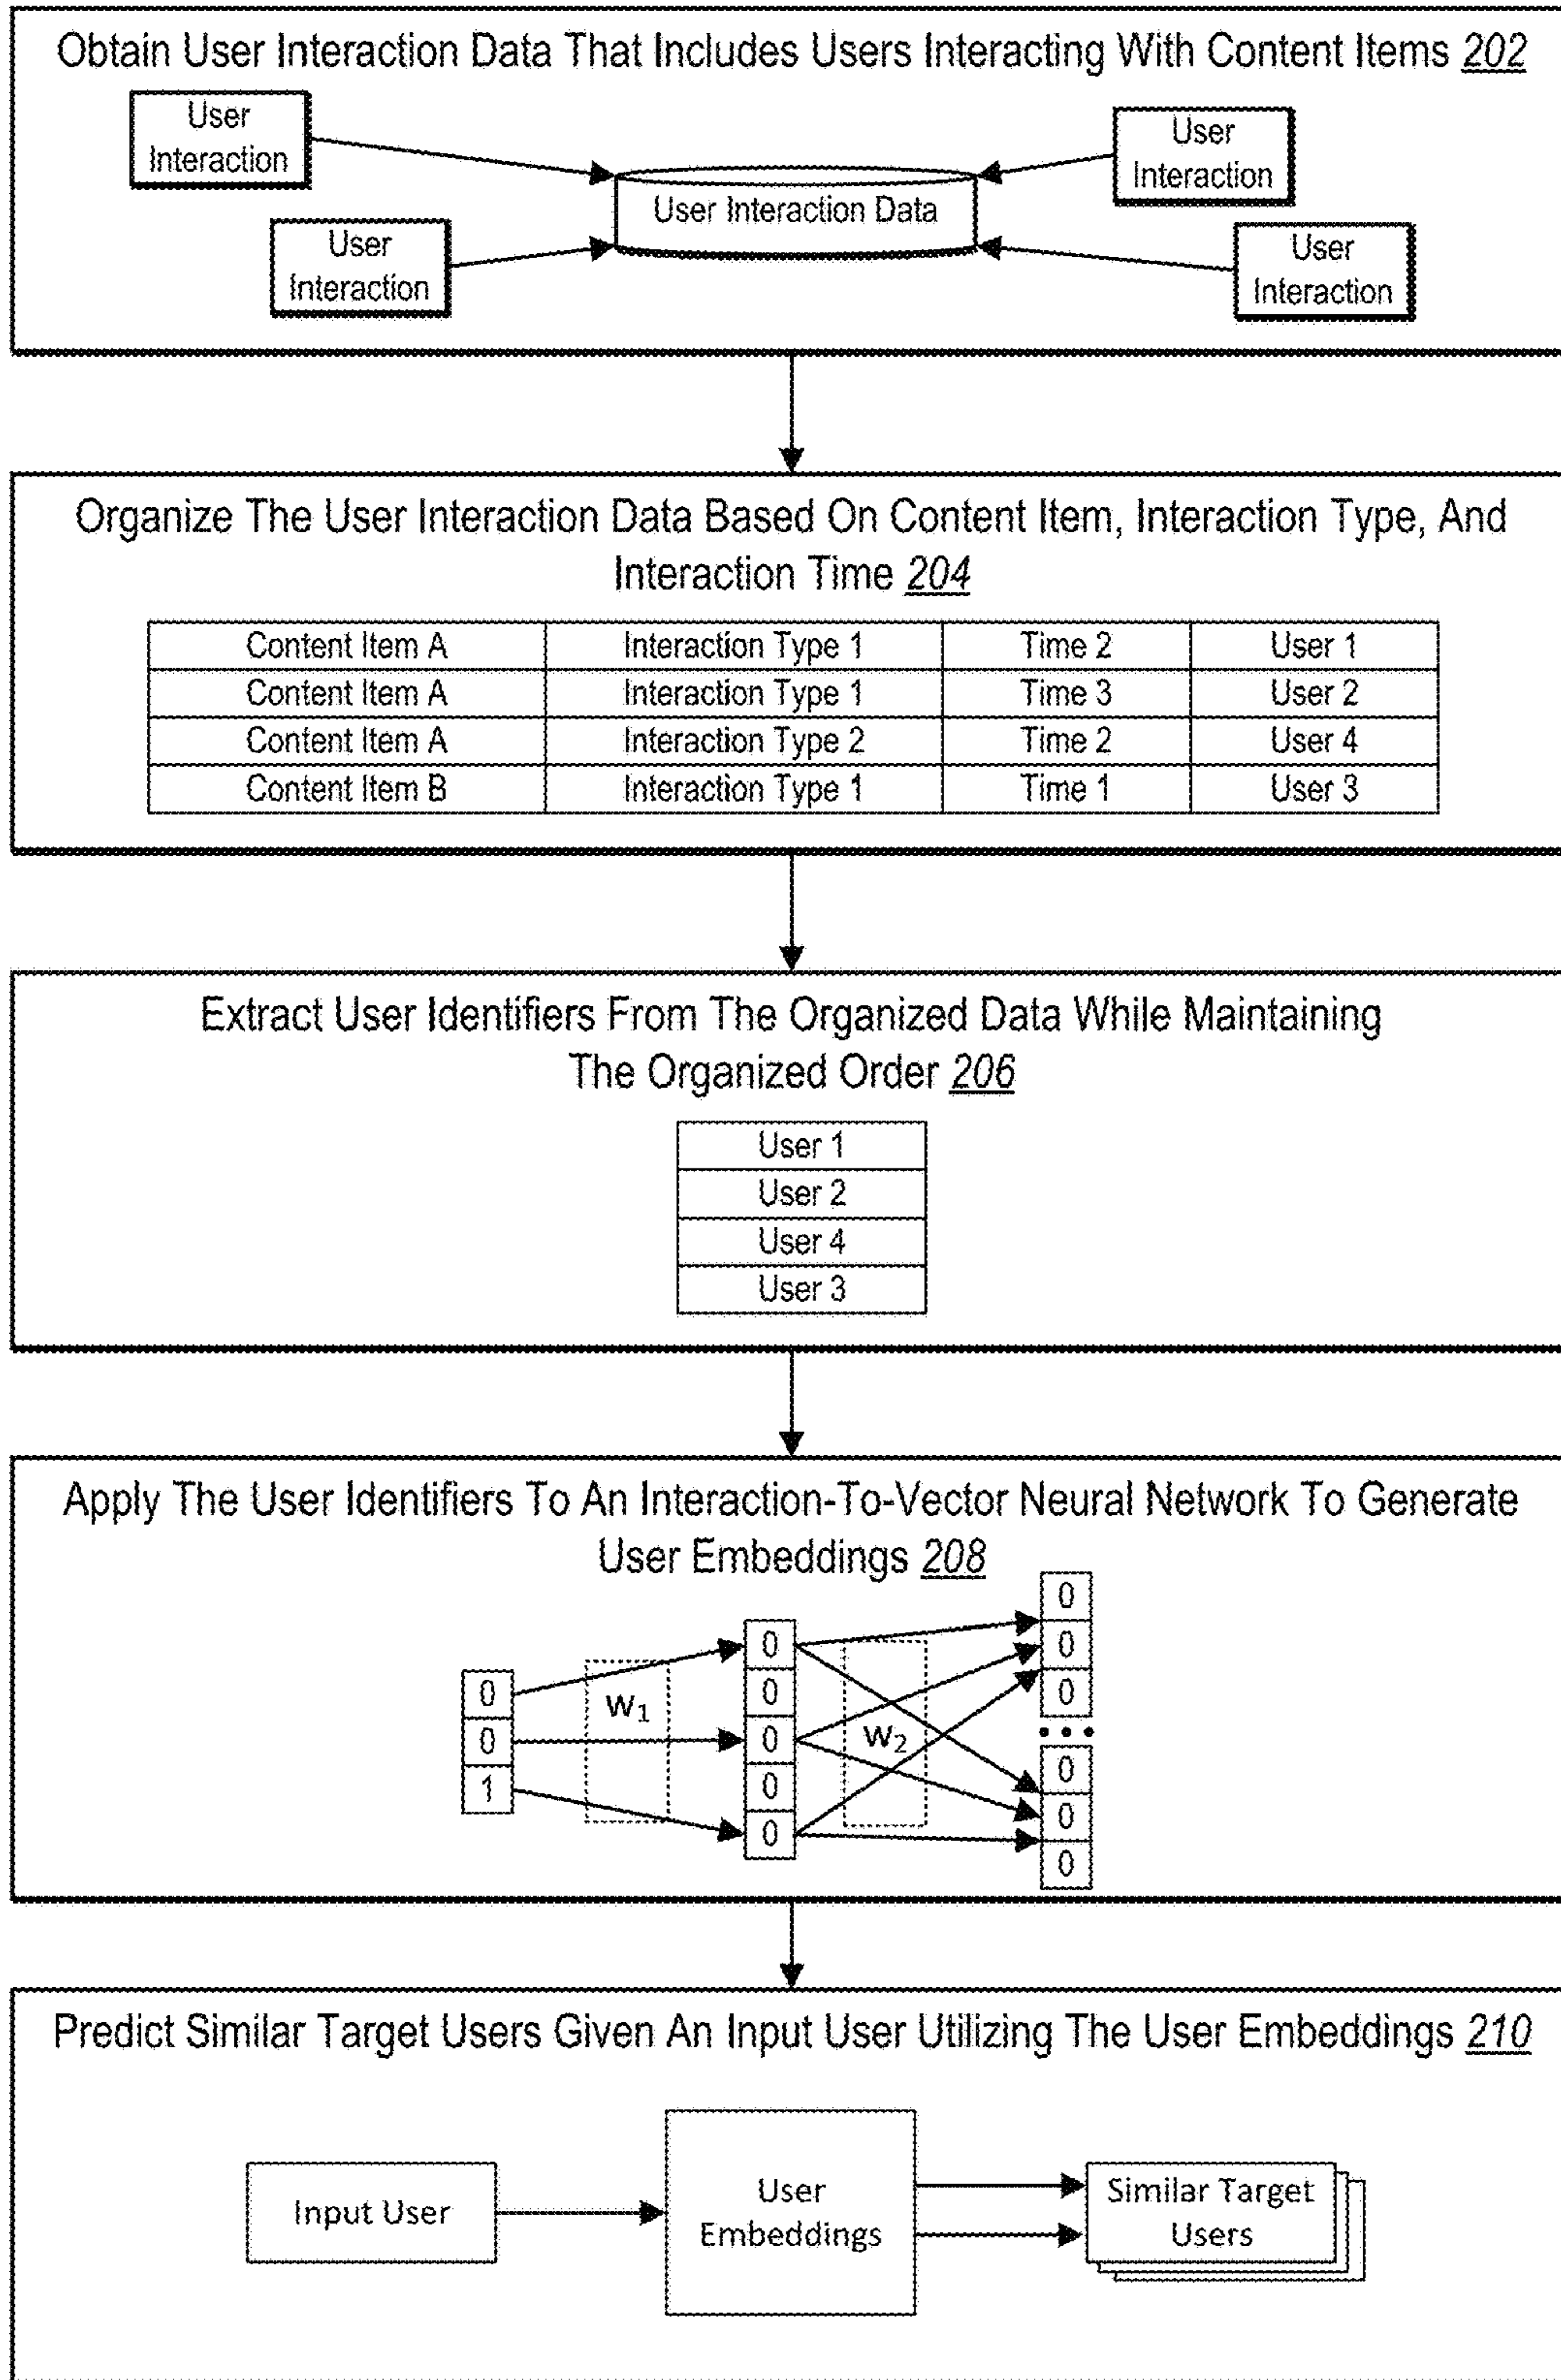 Obtain User Interaction Data That Includes Users Interacting With Content Items 202
User
Interaction
User
Interaction
User Interaction Data
User
Interaction
User
Interaction
Organize The User Interaction Data Based On Content Item, Interaction Type, And
Interaction Time 204
Content Item A Interaction Type 1 Time 2 User 1
Content Item A Interaction Type 1 Time 3 User 2
Content Item A Interaction Type 2 Time 2 User 4
Content Item B Interaction Type 1 Time 1 User 3
Extract User Identifiers From The Organized Data While Maintaining
The Organized Order 206
User 1
User 2
User 4
User 3
Apply The User Identifiers To An Interaction-To-Vector Neural Network To Generate
User Embeddings 208
0
0
1
W₁
0
0
0
0
0
W₂
0
0
0
•••
0
0
0
Predict Similar Target Users Given An Input User Utilizing The User Embeddings 210
Input User
User
Embeddings
Similar Target
Users